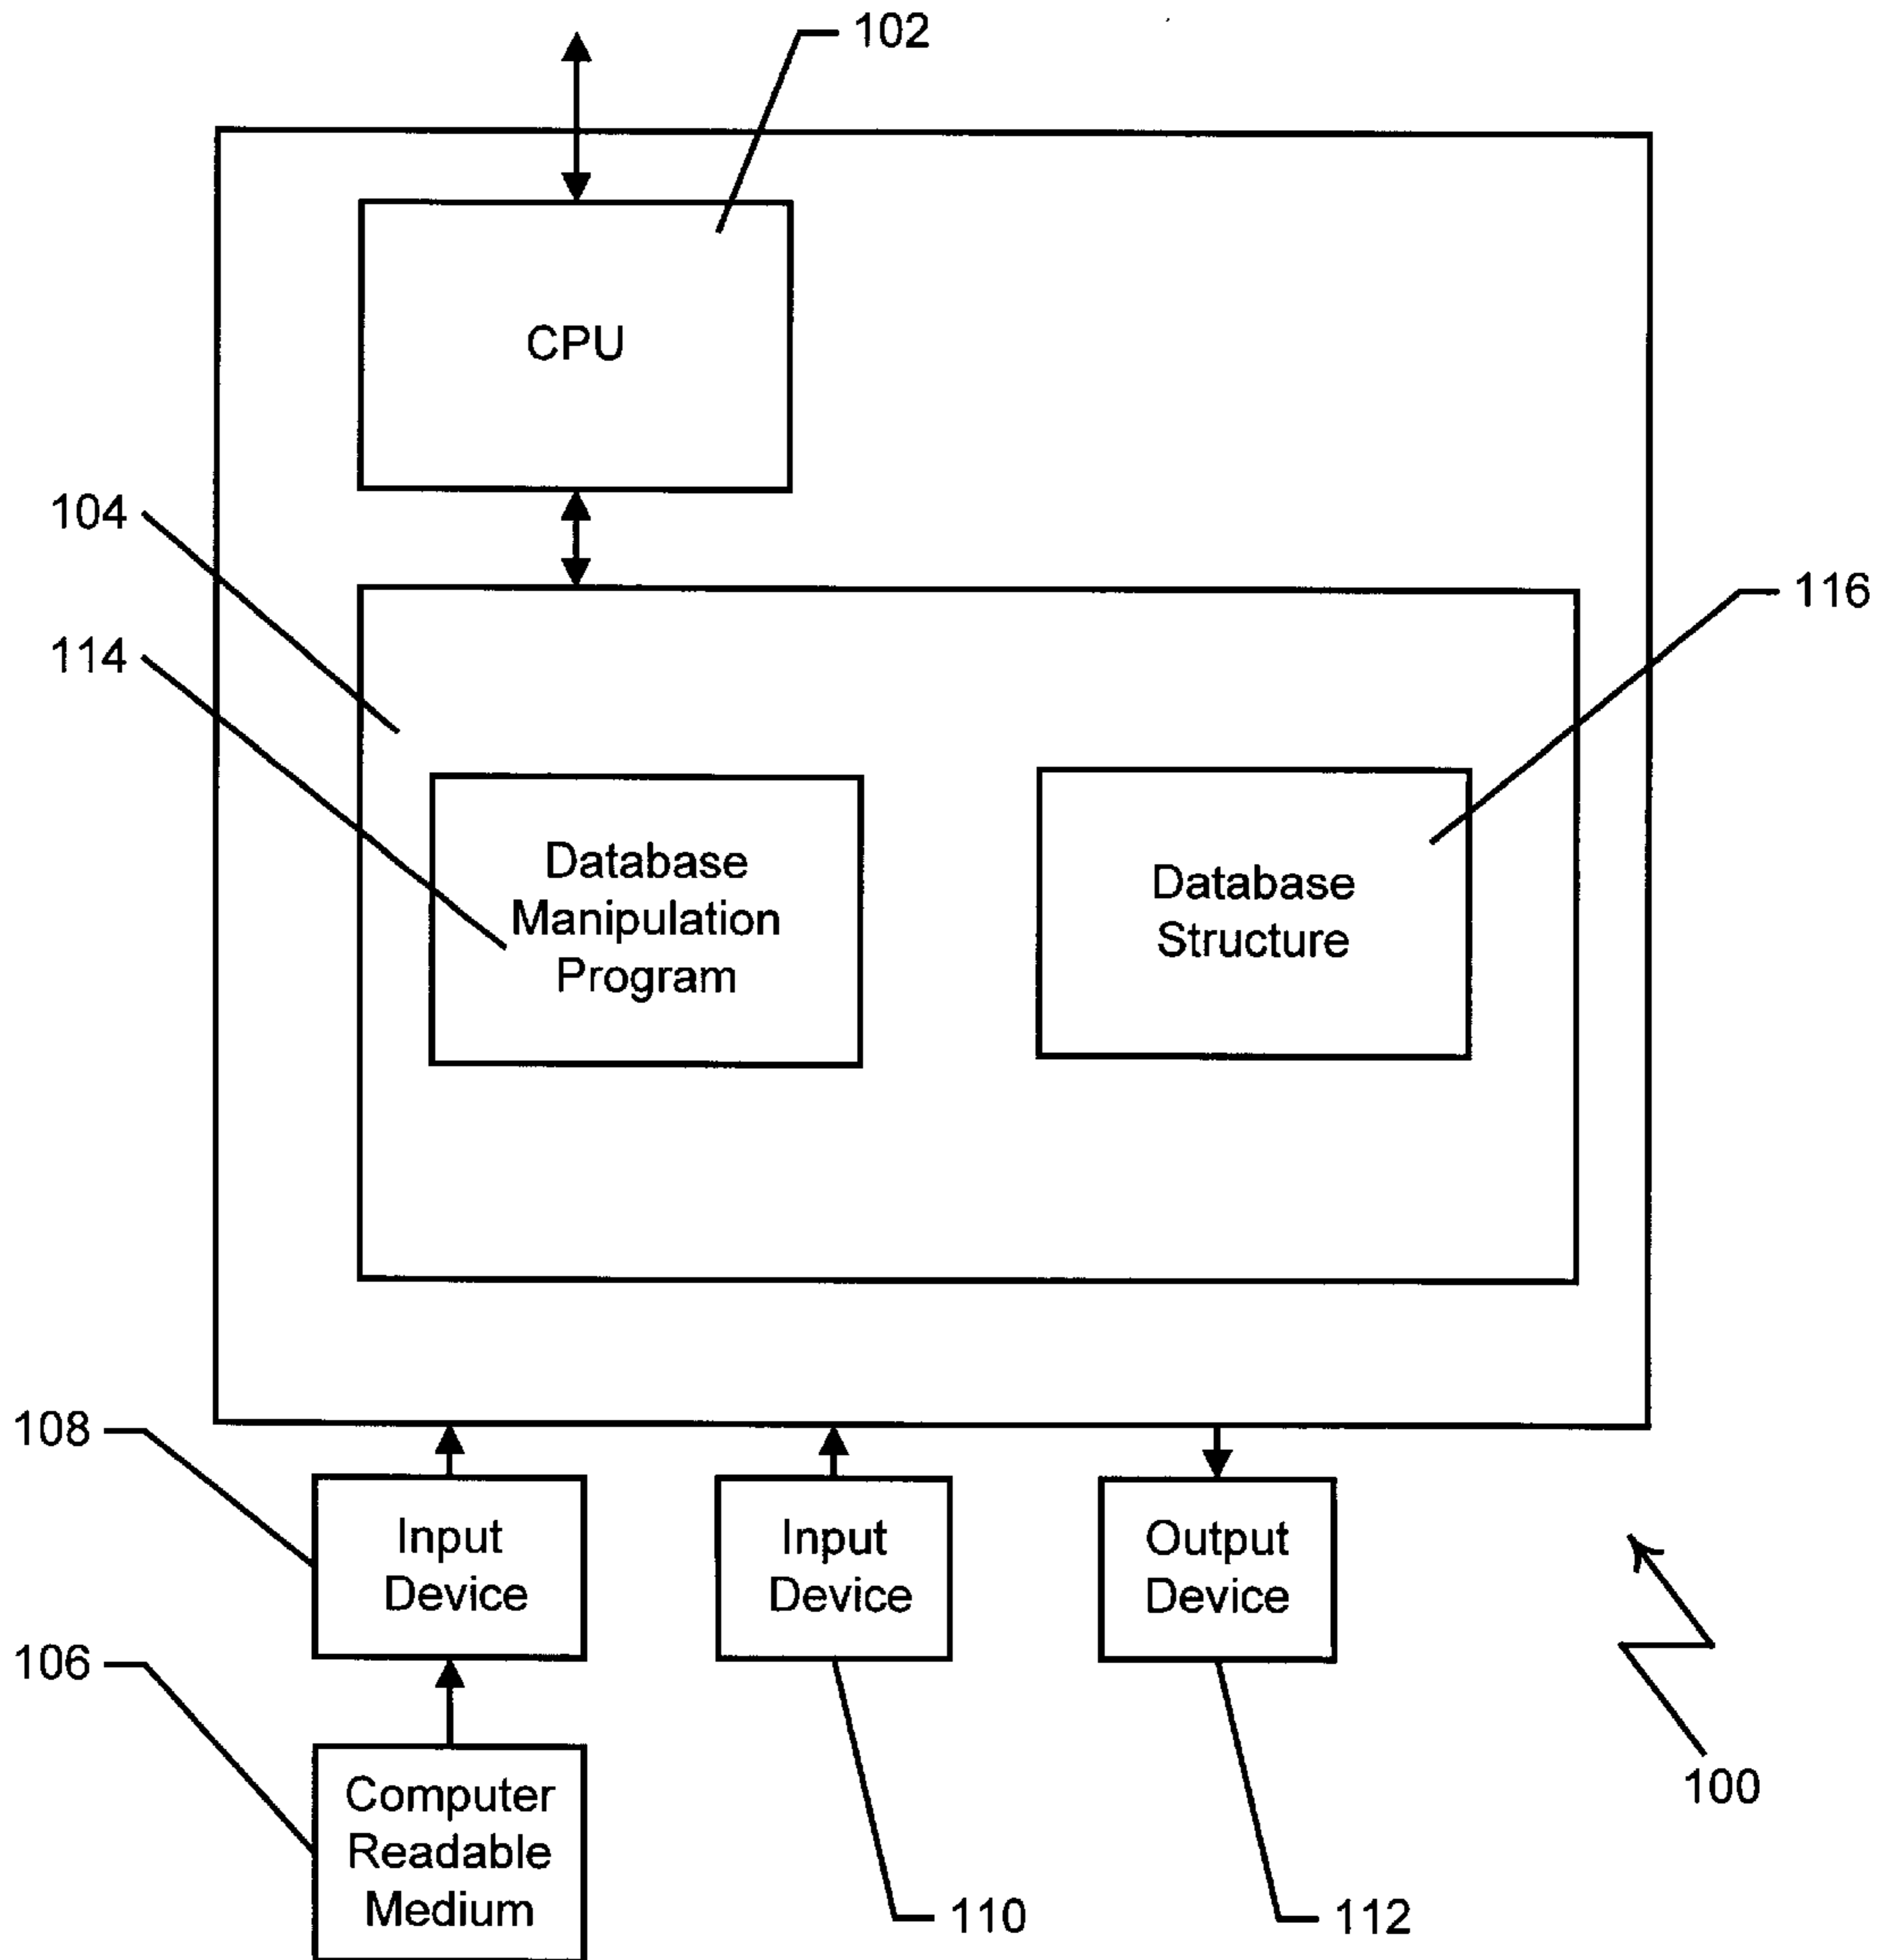 102
CPU
104
116
114
Database
Manipulation
Program
Database
Structure
108
Input
Device
Input
Device
Output
Device
106
Computer
Readable
Medium
100
110
112